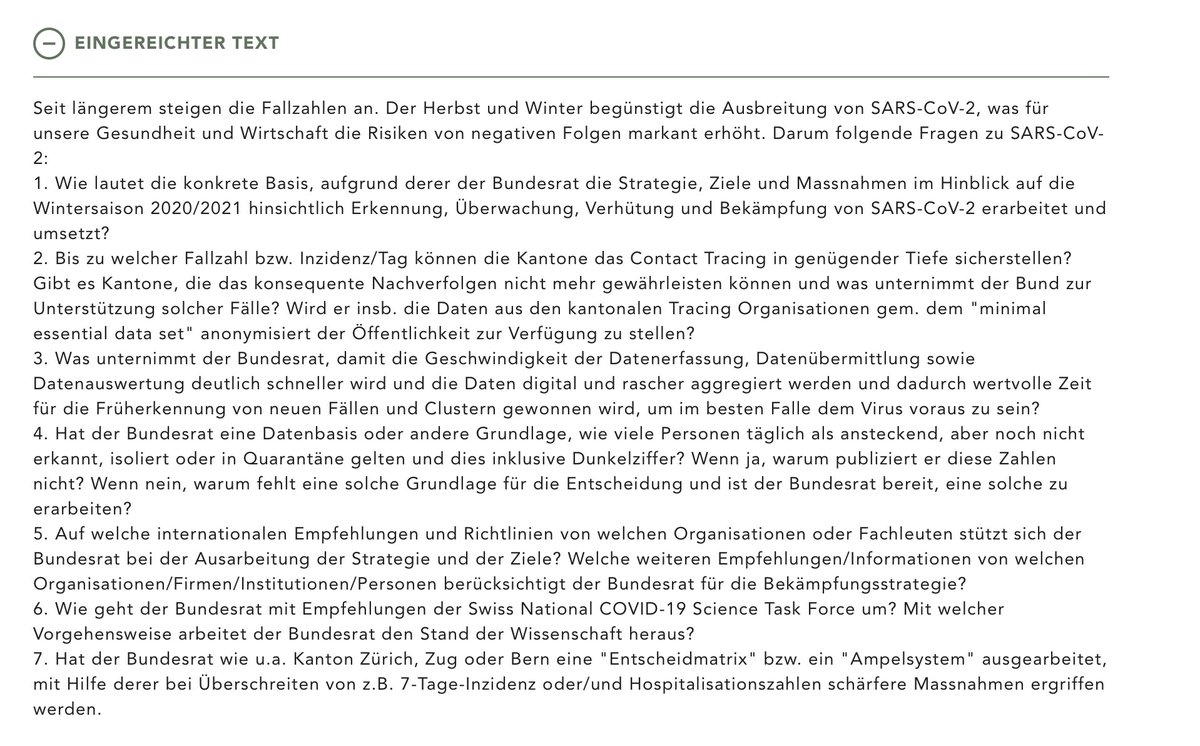 EINGEREICHTER TEXT
Seit längerem steigen die Fallzahlen an. Der Herbst und Winter begünstigt die Ausbreitung von SARS-CoV-2, was für
unsere Gesundheit und Wirtschaft die Risiken von negativen Folgen markant erhöht. Darum folgende Fragen zu SARS-CoV-
2:
1. Wie lautet die konkrete Basis, aufgrund derer der Bundesrat die Strategie, Ziele und Massnahmen im Hinblick auf die
Wintersaison 2020/2021 hinsichtlich Erkennung, Überwachung, Verhütung und Bekämpfung von SARS-CoV-2 erarbeitet und
umsetzt?
2. Bis zu welcher Fallzahl bzw. Inzidenz/Tag können die Kantone das Contact Tracing in genügender Tiefe sicherstellen?
Gibt es Kantone, die das konsequente Nachverfolgen nicht mehr gewährleisten können und was unternimmt der Bund zur
Unterstützung solcher Fälle? Wird er insb. die Daten aus den kantonalen Tracing Organisationen gem. dem "minimal
essential data set" anonymisiert der Öffentlichkeit zur Verfügung zu stellen?
3. Was unternimmt der Bundesrat, damit die Geschwindigkeit der Datenerfassung, Datenübermittlung sowie
Datenauswertung deutlich schneller wird und die Daten digital und rascher aggregiert werden und dadurch wertvolle Zeit
für die Früherkennung von neuen Fällen und Clustern gewonnen wird, um im besten Falle dem Virus voraus zu sein?
4. Hat der Bundesrat eine Datenbasis oder andere Grundlage, wie viele Personen täglich als ansteckend, aber noch nicht
erkannt, isoliert oder in Quarantäne gelten und dies inklusive Dunkelziffer? Wenn ja, warum publiziert er diese Zahlen
nicht? Wenn nein, warum fehlt eine solche Grundlage für die Entscheidung und ist der Bundesrat bereit, eine solche zu
erarbeiten?
5. Auf welche internationalen Empfehlungen und Richtlinien von welchen Organisationen oder Fachleuten stützt sich der
Bundesrat bei der Ausarbeitung der Strategie und der Ziele? Welche weiteren Empfehlungen/Informationen von welchen
Organisationen/Firmen/Institutionen/Personen berücksichtigt der Bundesrat für die Bekämpfungsstrategie?
6. Wie geht der Bundesrat mit Empfehlungen der Swiss National COVID-19 Science Task Force um? Mit welcher
Vorgehensweise arbeitet der Bundesrat den Stand der Wissenschaft heraus?
7. Hat der Bundesrat wie u.a. Kanton Zürich, Zug oder Bern eine "Entscheidmatrix" bzw. ein "Ampelsystem" ausgearbeitet,
mit Hilfe derer bei Überschreiten von z.B. 7-Tage-Inzidenz oder/und Hospitalisationszahlen schärfere Massnahmen ergriffen
werden.